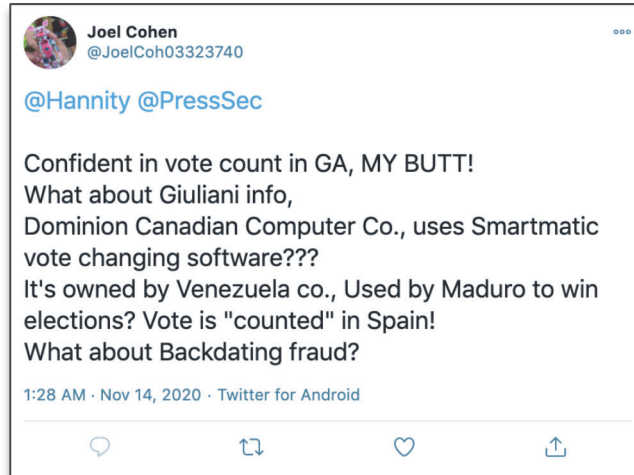 Joel Cohen
@JoelCoh03323740
@Hannity @PressSec
Confident in vote count in GA, MY BUTT!
What about Giuliani info,
Dominion Canadian Computer Co., uses Smartmatic
vote changing software???
It's owned by Venezuela co., Used by Maduro to win
elections? Vote is "counted" in Spain!
What about Backdating fraud?
1:28 AM · Nov 14, 2020 · Twitter for Android